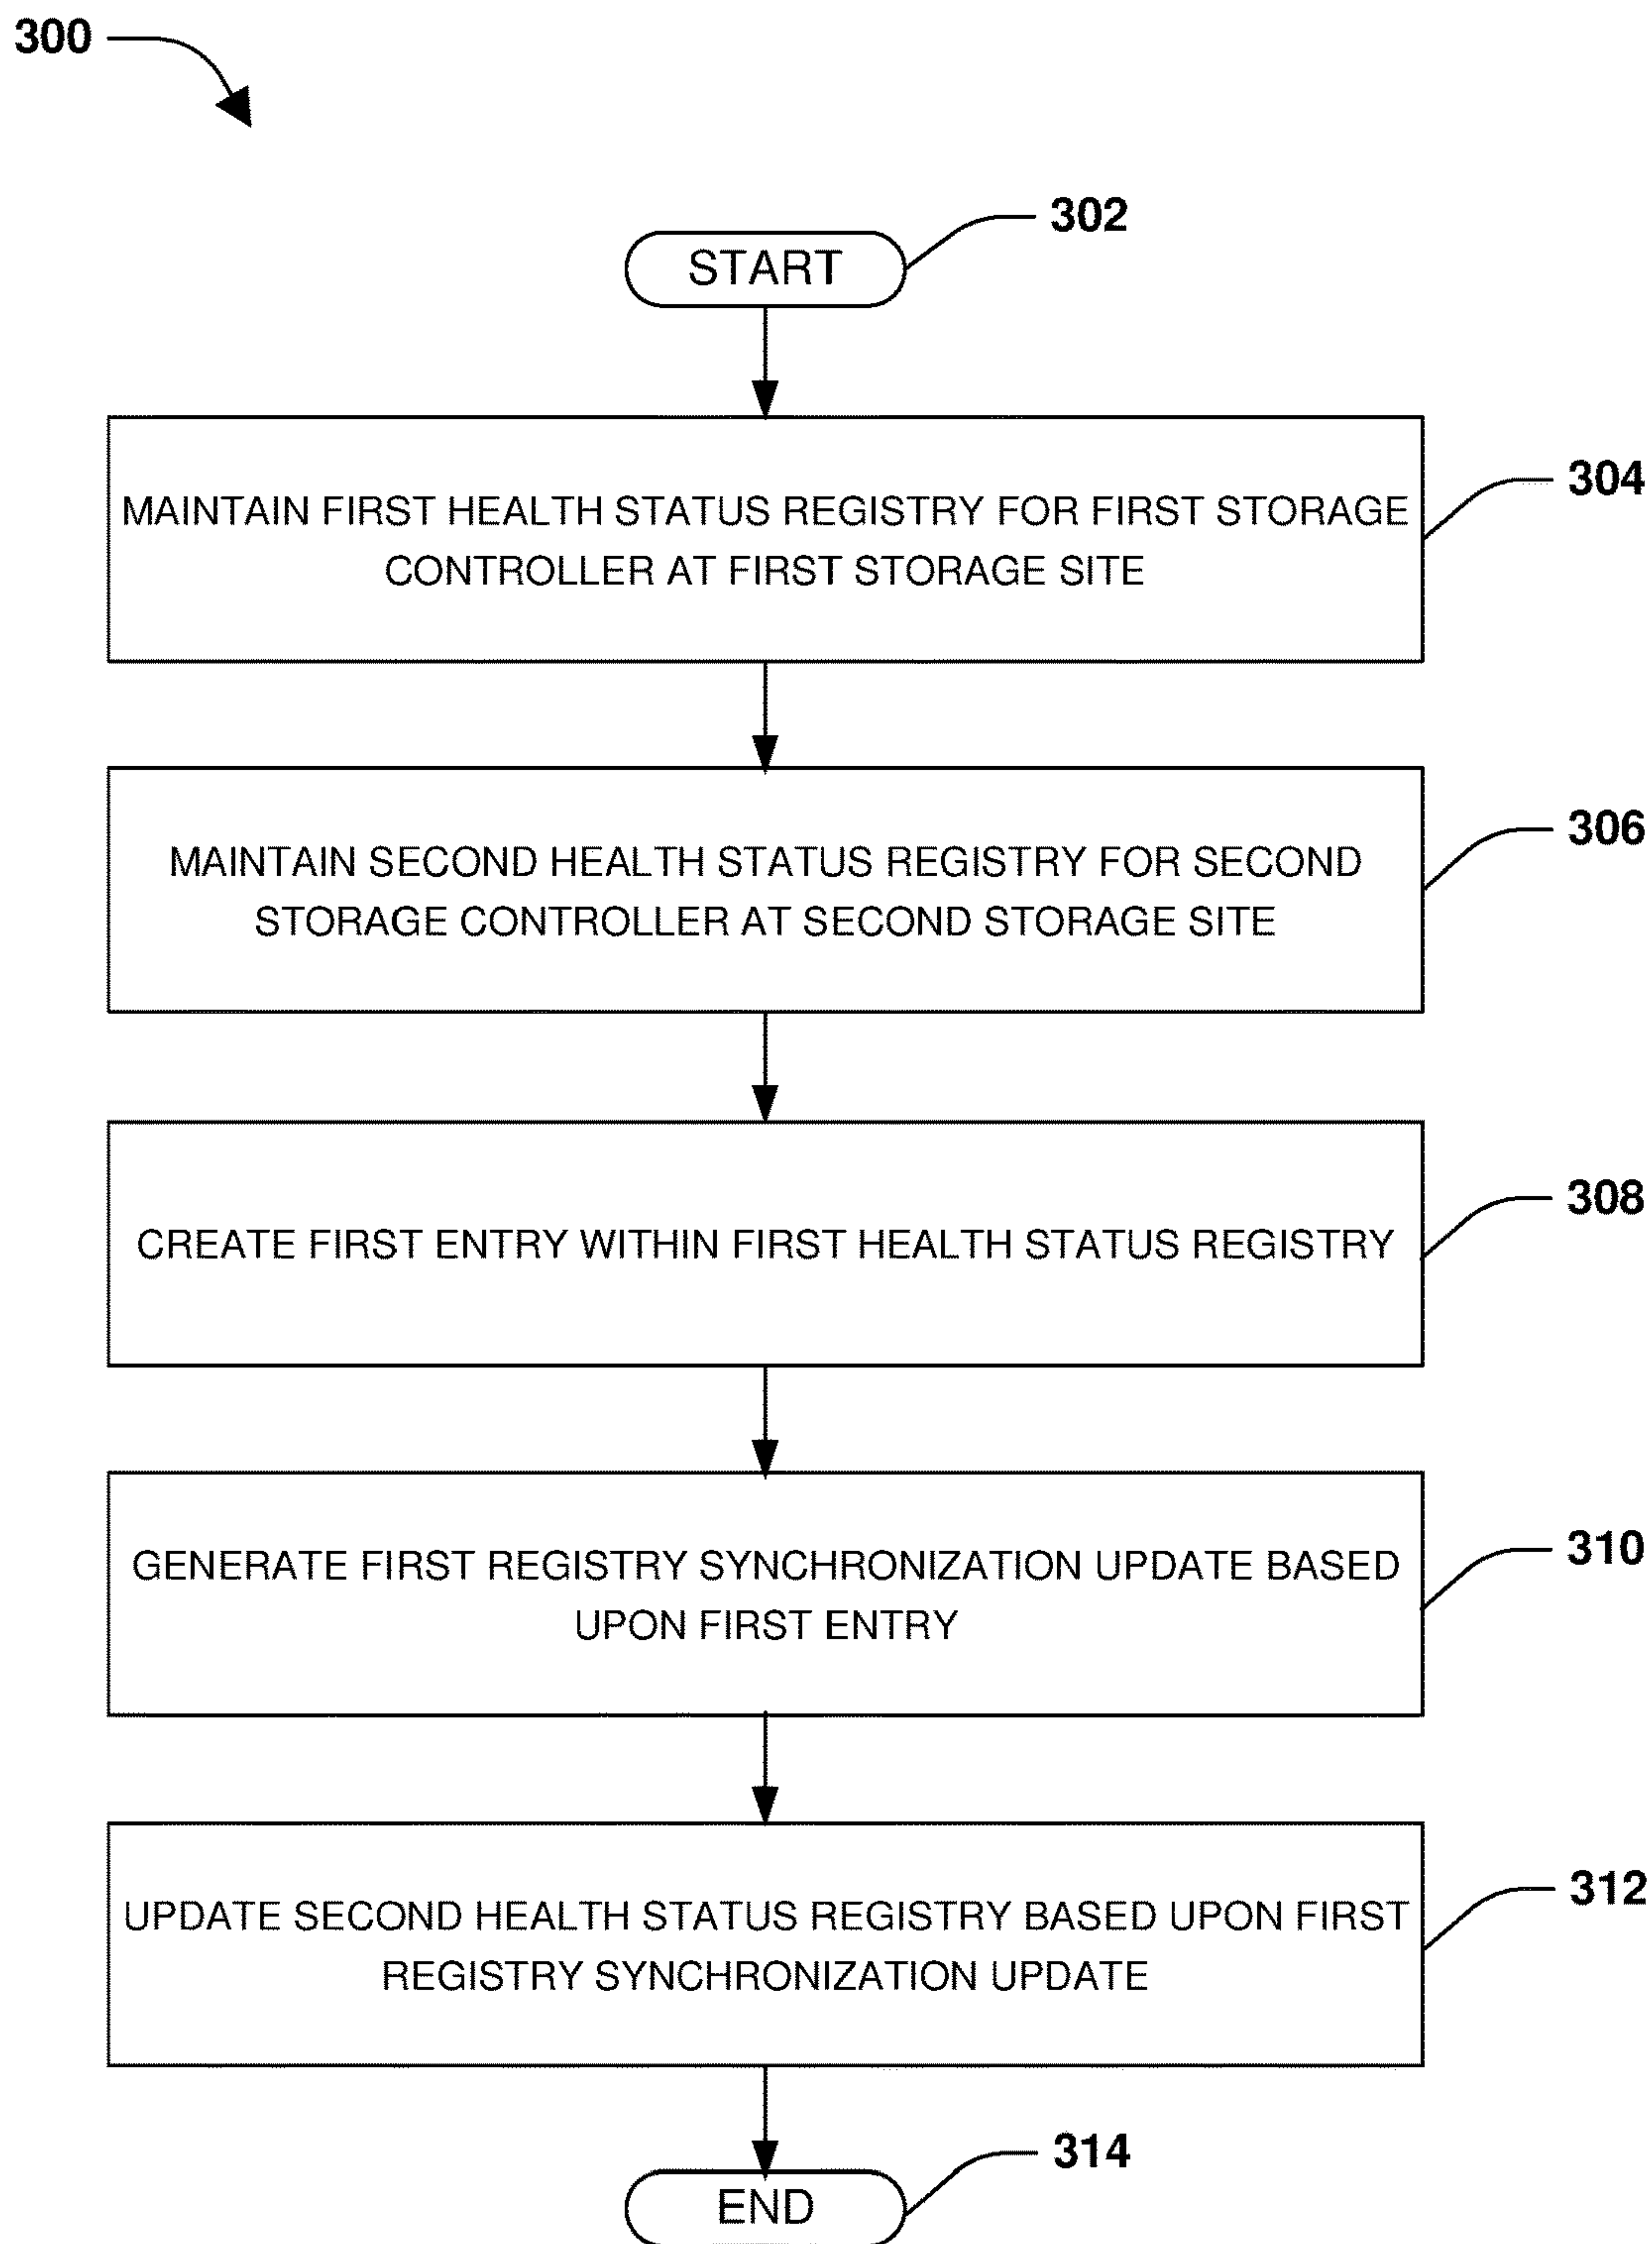 300
302
START
304
MAINTAIN FIRST HEALTH STATUS REGISTRY FOR FIRST STORAGE
CONTROLLER AT FIRST STORAGE SITE
306
MAINTAIN SECOND HEALTH STATUS REGISTRY FOR SECOND
STORAGE CONTROLLER AT SECOND STORAGE SITE
308
CREATE FIRST ENTRY WITHIN FIRST HEALTH STATUS REGISTRY
310
GENERATE FIRST REGISTRY SYNCHRONIZATION UPDATE BASED
UPON FIRST ENTRY
312
UPDATE SECOND HEALTH STATUS REGISTRY BASED UPON FIRST
REGISTRY SYNCHRONIZATION UPDATE
314
END